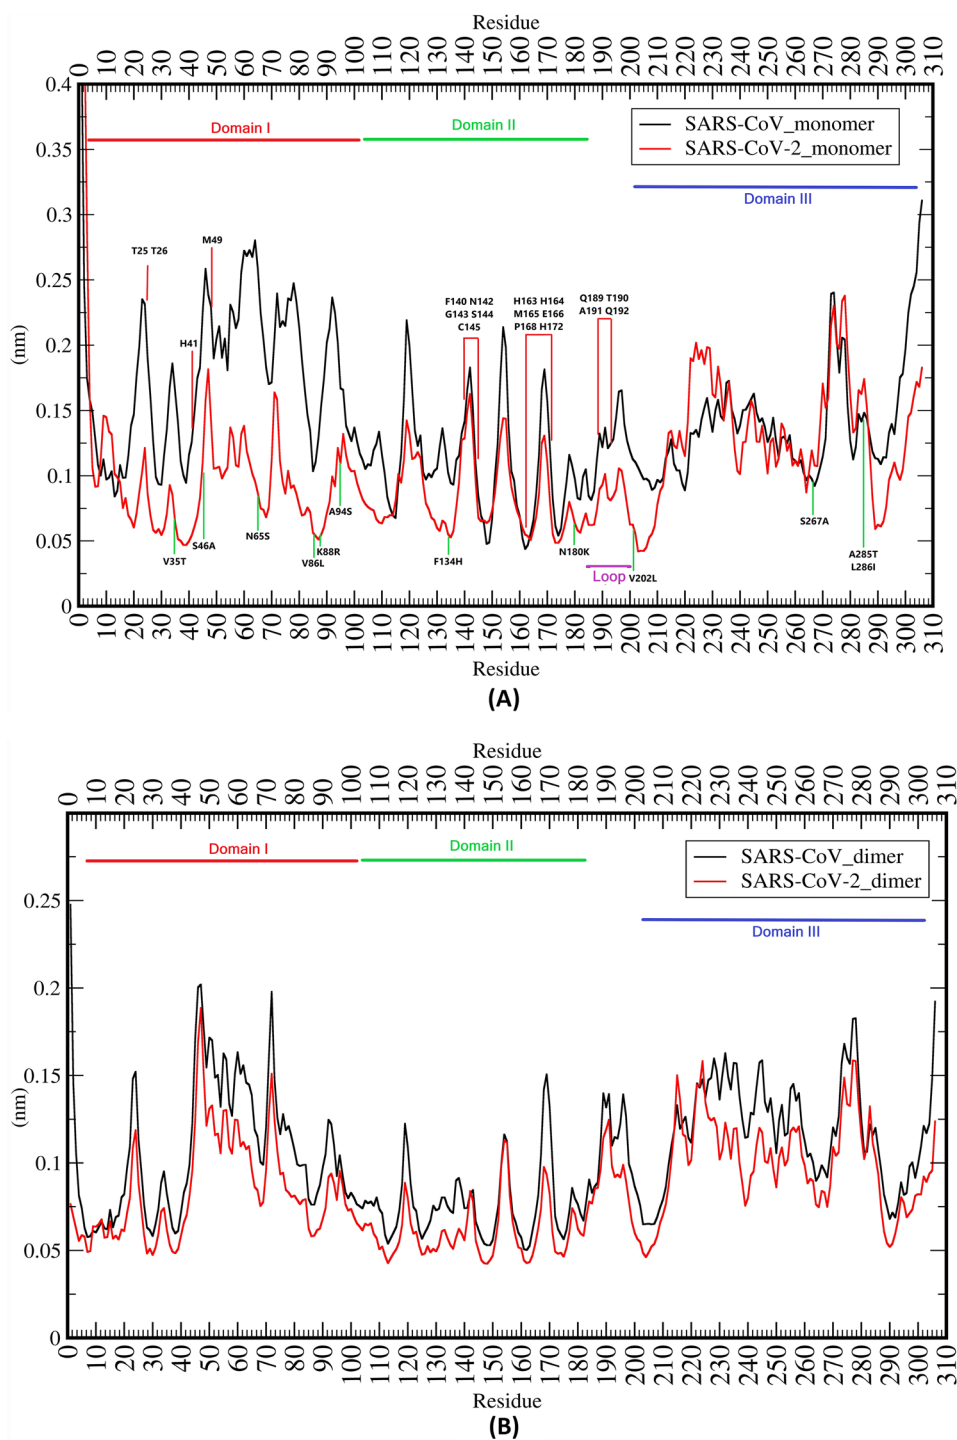 Residue
0 10 20 30 40 50 60 70 80 90 100 110 120 130 140 150 160 170 180 190 200 210 220 230 240 250 260 270 280 290 300 310
0.4
Domain I
Domain II
SARS-CoV_monomer
SARS-CoV-2_monomer
0.35
Domain III
0.3
T25 T26
M49
0.25
F140 N142
G143 S144
C145
H163 H164
M165 E166
P168 H172
Q189 T190
A191 Q192
H41
0.2
(nm)
0.15
0.1
A94S
S46A
N65S
K88R
V35T
V86L
F134H
N180K
S267A
A285T
L286I
0.05
Loop
V202L
0
0 10 20 30 40 50 60 70 80 90 100 110 120 130 140 150 160 170 180 190 200 210 220 230 240 250 260 270 280 290 300 310
Residue
(A)
Residue
0 10 20 30 40 50 60 70 80 90 100 110 120 130 140 150 160 170 180 190 200 210 220 230 240 250 260 270 280 290 300 310
Domain I
Domain II
SARS-CoV_dimer
SARS-CoV-2_dimer
0.25
Domain III
0.2
0.15
(nm)
0.1
0.05
0
0 10 20 30 40 50 60 70 80 90 100 110 120 130 140 150 160 170 180 190 200 210 220 230 240 250 260 270 280 290 300 310
Residue
(B)